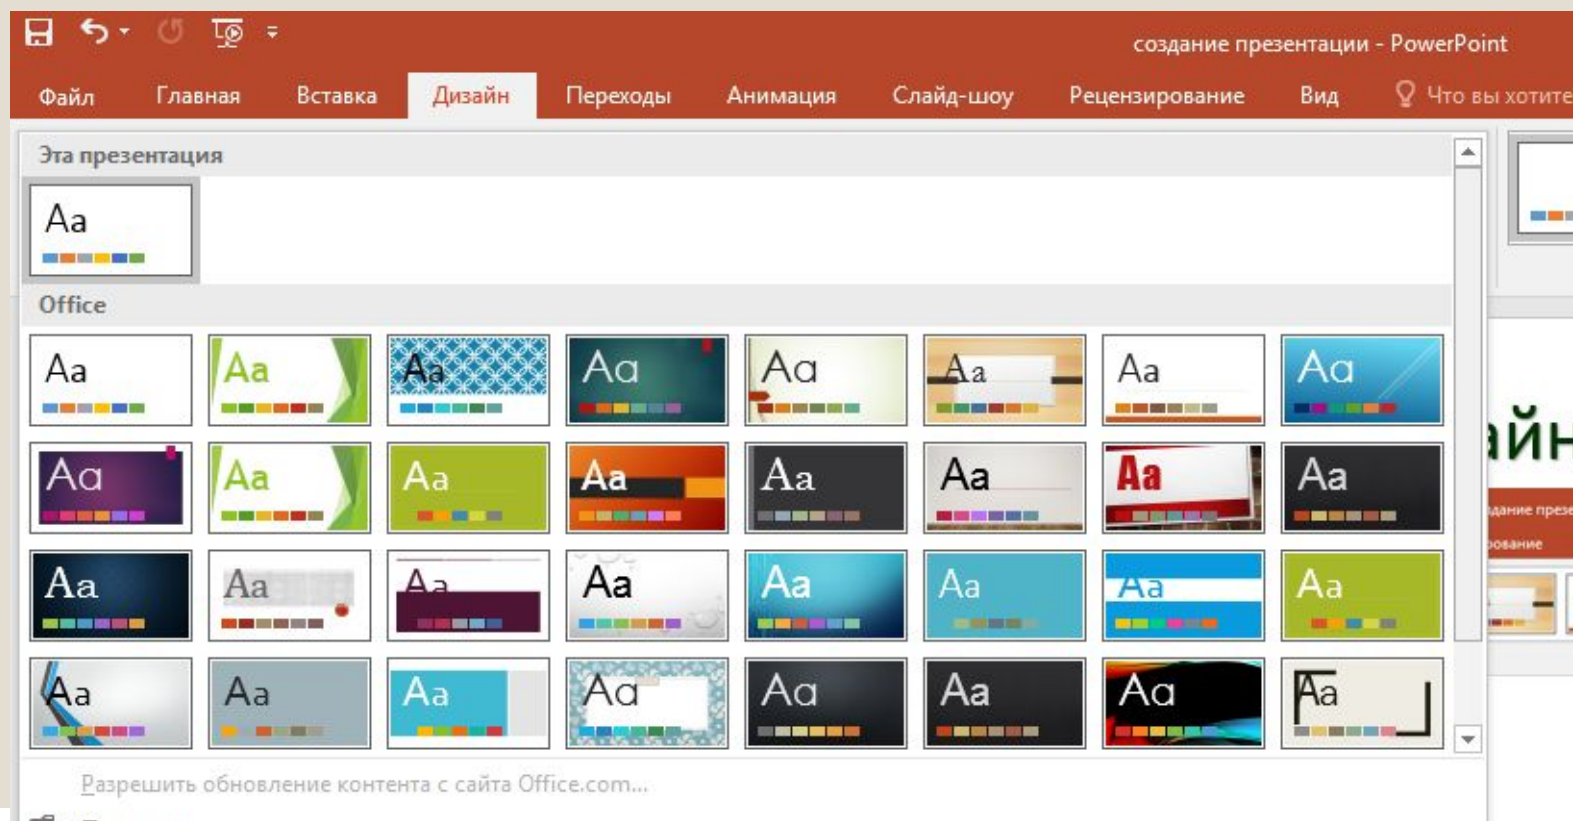 создание презентации - PowerPoint
Файл Главная Вставка Дизайн Переходы Анимация Слайд-шоу Рецензирование Вид Что вы хотите
Эта презентация
Aa
Office
Aa Aa Aa Aa Aa Aa Aa Aa
Aa Aa Aa Aa Aa Aa Aa Aa
Aa Aa Aa Aa Aa Aa Aa Aa
Aa Aa Aa Aa Aa Aa Aa Aa
Разрешить обновление контента с сайта Office.com...